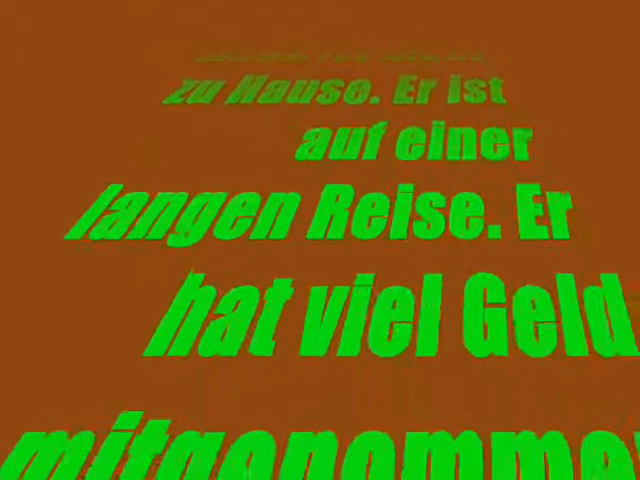 zu Hause. Er ist
auf einer
langen Reise. Er
hat viel Geld